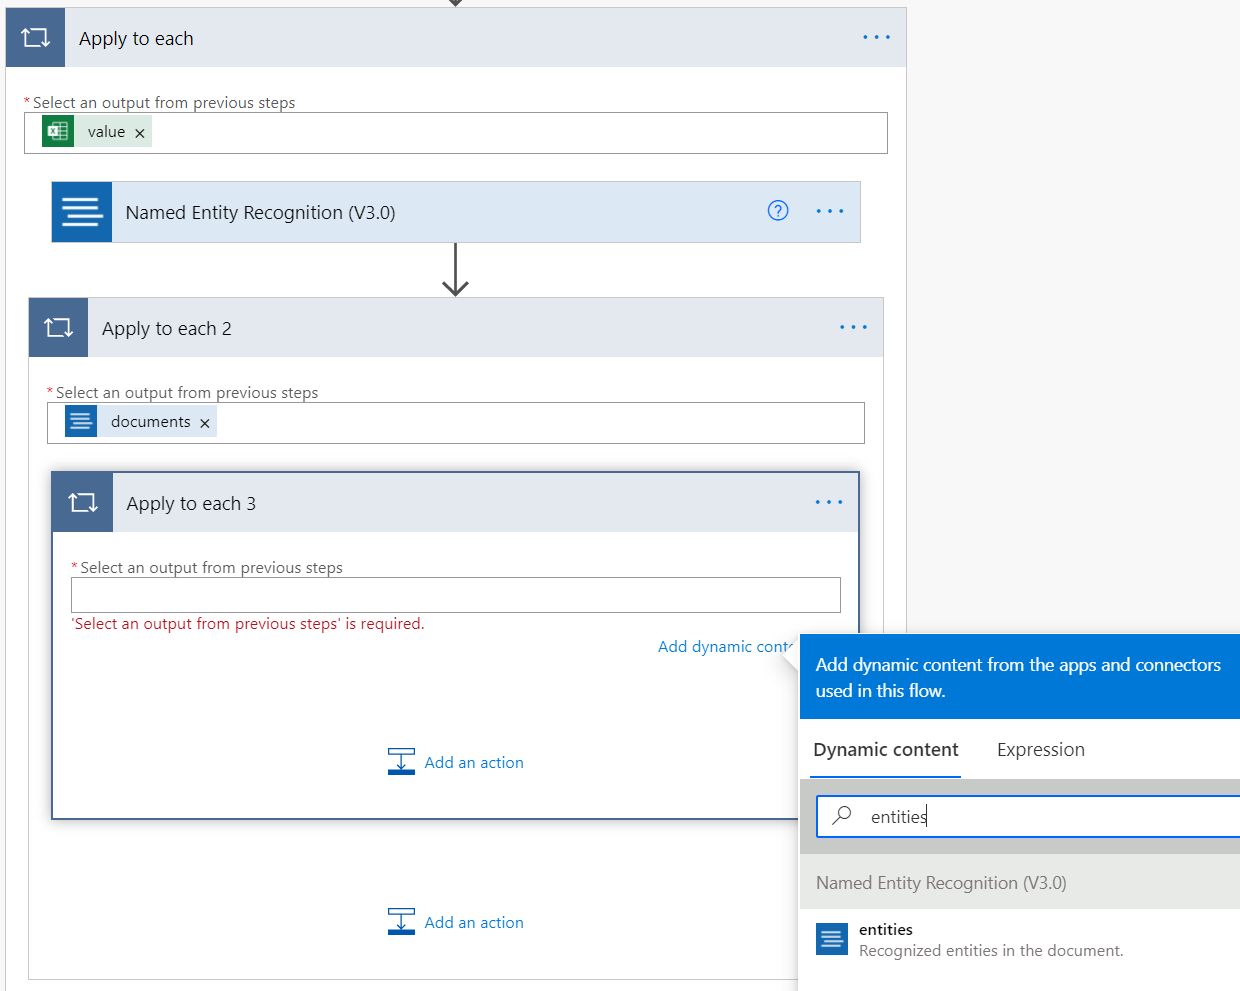 Apply to each
* Select an output from previous steps
value ×
Named Entity Recognition (V3.0)
Apply to each 2
* Select an output from previous steps
documents ×
Apply to each 3
* Select an output from previous steps
'Select an output from previous steps' is required.
Add dynamic conte
Add dynamic content from the apps and connectors
used in this flow.
Dynamic content Expression
Add an action
entities
Named Entity Recognition (V3.0)
Add an action
entities
Recognized entities in the document.